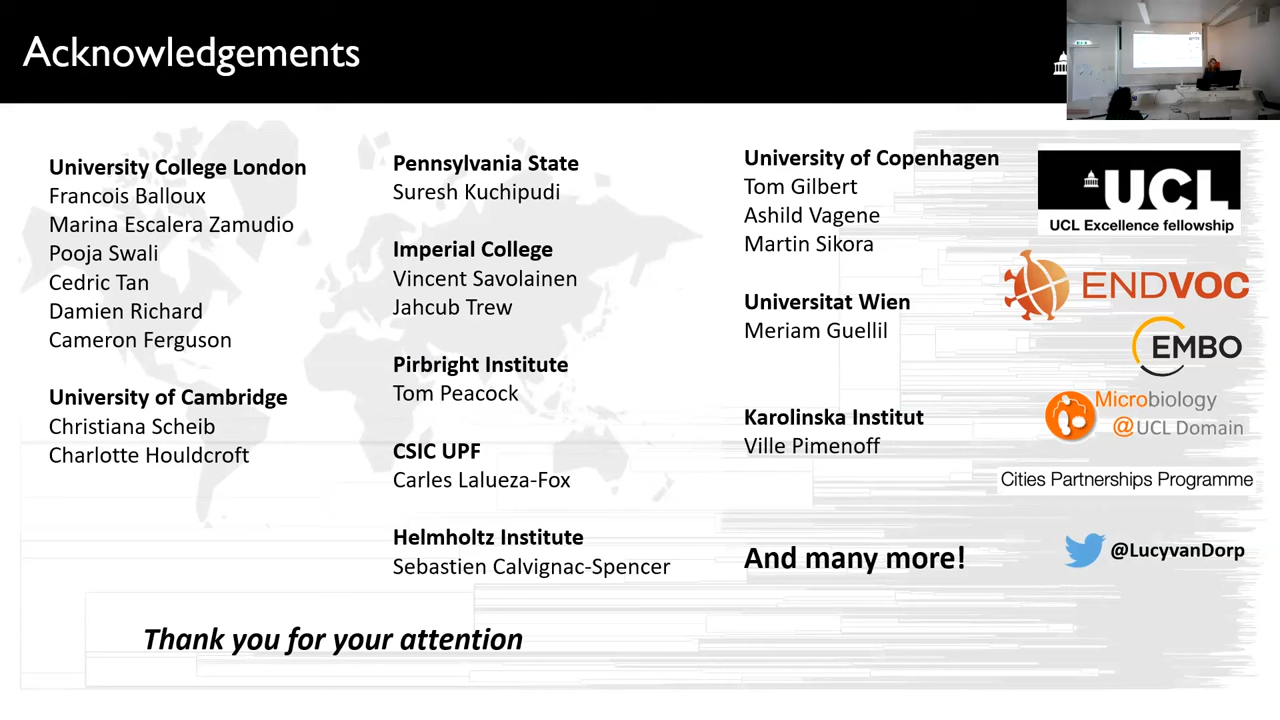 Acknowledgements
University College London
Francois Balloux
Marina Escalera Zamudio
Pooja Swali
Cedric Tan
Damien Richard
Cameron Ferguson
University of Cambridge
Christiana Scheib
Charlotte Houldcroft
Pennsylvania State
Suresh Kuchipudi
Imperial College
Vincent Savolainen
Jahcub Trew
Pirbright Institute
Tom Peacock
CSIC UPF
Carles Lalueza-Fox
Helmholtz Institute
Sebastien Calvignac-Spencer
University of Copenhagen
Tom Gilbert
Ashild Vagene
Martin Sikora
Universitat Wien
Meriam Guellil
Karolinska Institut
Ville Pimenoff
And many more!
UCL
UCL Excellence fellowship
ENDVOC
EMBO
Microbiology
@UCL Domain
Cities Partnerships Programme
@LucyvanDorp
Thank you for your attention